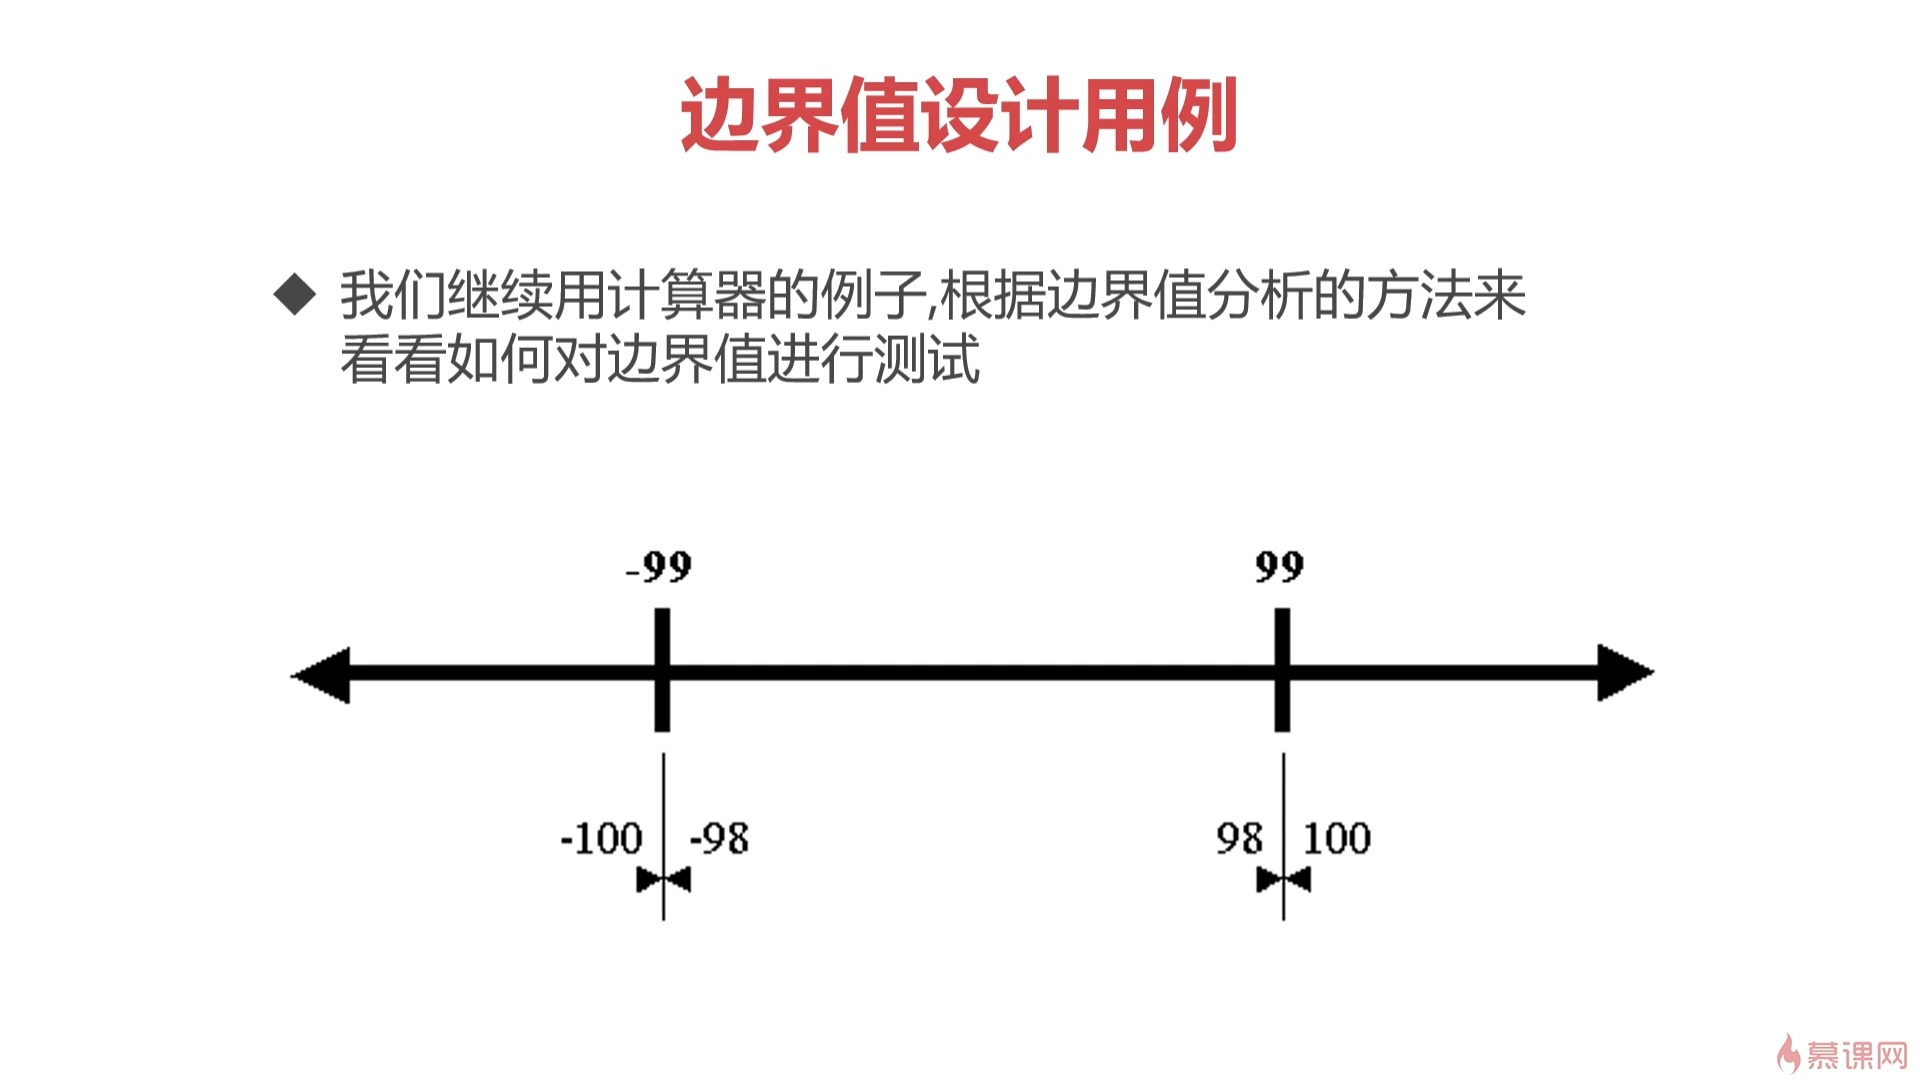 边界值设计用例
我们继续用计算器的例子,根据边界值分析的方法来
看看如何对边界值进行测试
-99 99
-100 -98 98 100
慕课网